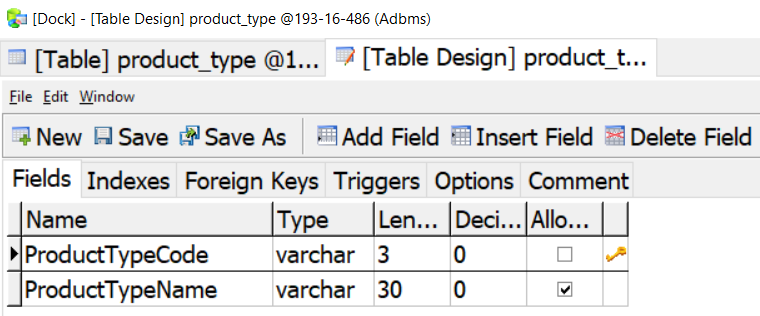 [Dock] - [Table Design] product_type @193-16-486 (Adbms)
[Table] product_type @1... [Table Design] product_t...
File Edit Window
New Save Save As Add Field Insert Field Delete Field
Fields Indexes Foreign Keys Triggers Options Comment
Name Type Len... Deci... Allo...
ProductTypeCode varchar 3 0
ProductTypeName varchar 30 0